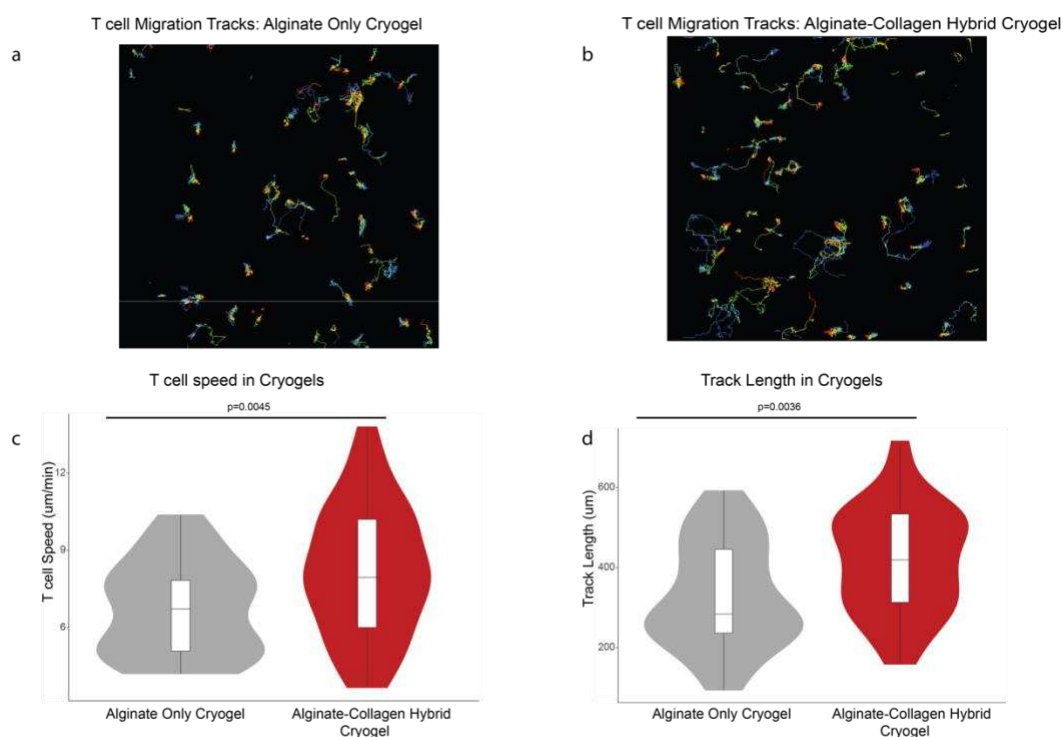 T cell Migration Tracks: Alginate Only Cryogel
a
T cell Migration Tracks: Alginate-Collagen Hybrid Cryogel
b
T cell speed in Cryogels
p=0.0045
c
T cell Speed (um/min)
12
9
6
Alginate Only Cryogel
Alginate-Collagen Hybrid
Cryogel
Track Length in Cryogels
p=0.0036
d
Track Length (um)
600
400
200
Alginate Only Cryogel
Alginate-Collagen Hybrid
Cryogel